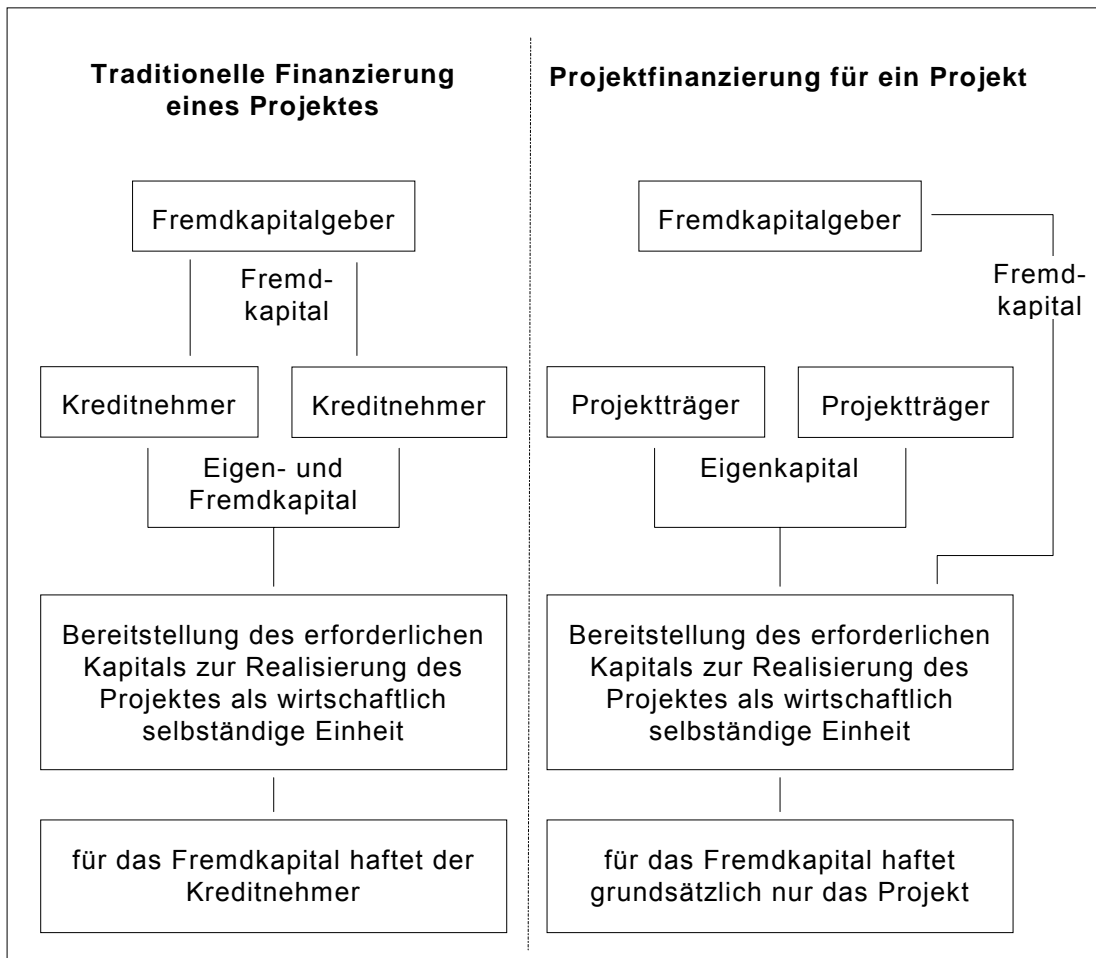 Traditionelle Finanzierung
eines Projektes
Fremdkapitalgeber
Fremd-
kapital
Kreditnehmer
Kreditnehmer
Eigen- und
Fremdkapital
Bereitstellung des erforderlichen
Kapitals zur Realisierung des
Projektes als wirtschaftlich
selbständige Einheit
für das Fremdkapital haftet der
Kreditnehmer
Projektfinanzierung für ein Projekt
Fremdkapitalgeber
Fremd-
kapital
Projektträger
Projektträger
Eigenkapital
Bereitstellung des erforderlichen
Kapitals zur Realisierung des
Projektes als wirtschaftlich
selbständige Einheit
für das Fremdkapital haftet
grundsätzlich nur das Projekt